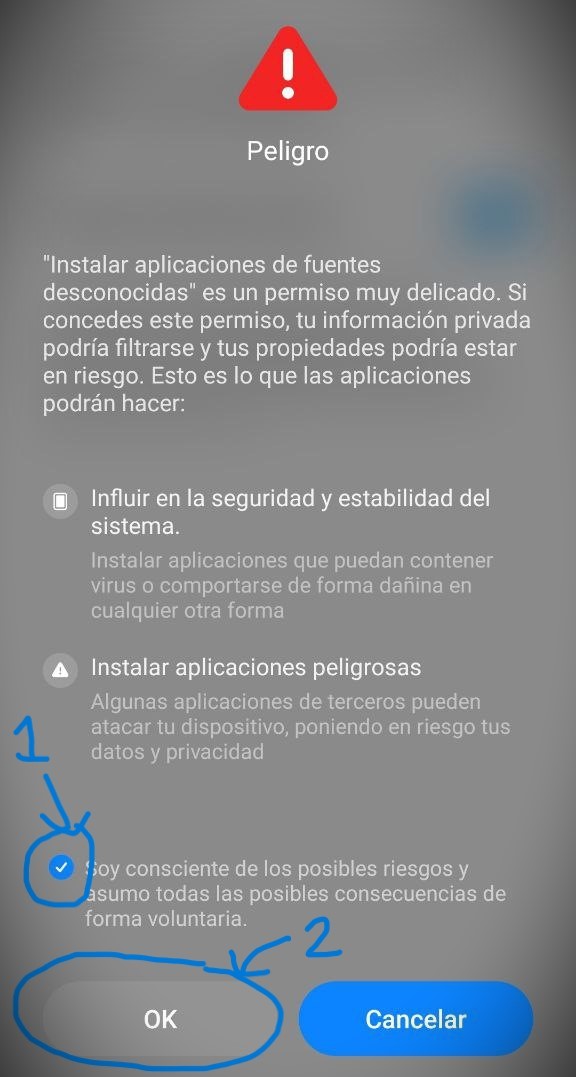 Peligro
"Instalar aplicaciones de fuentes
desconocidas" es un permiso muy delicado. Si
concedes este permiso, tu información privada
podría filtrarse y tus propiedades podría estar
en riesgo. Esto es lo que las aplicaciones
podrán hacer:
Influir en la seguridad y estabilidad del
sistema.
Instalar aplicaciones que puedan contener
virus o comportarse de forma dañina en
cualquier otra forma
Instalar aplicaciones peligrosas
Algunas aplicaciones de terceros pueden
atacar tu dispositivo, poniendo en riesgo tus
datos y privacidad
1
Soy consciente de los posibles riesgos y
asumo todas las posibles consecuencias de
forma voluntaria.
2
OK
Cancelar